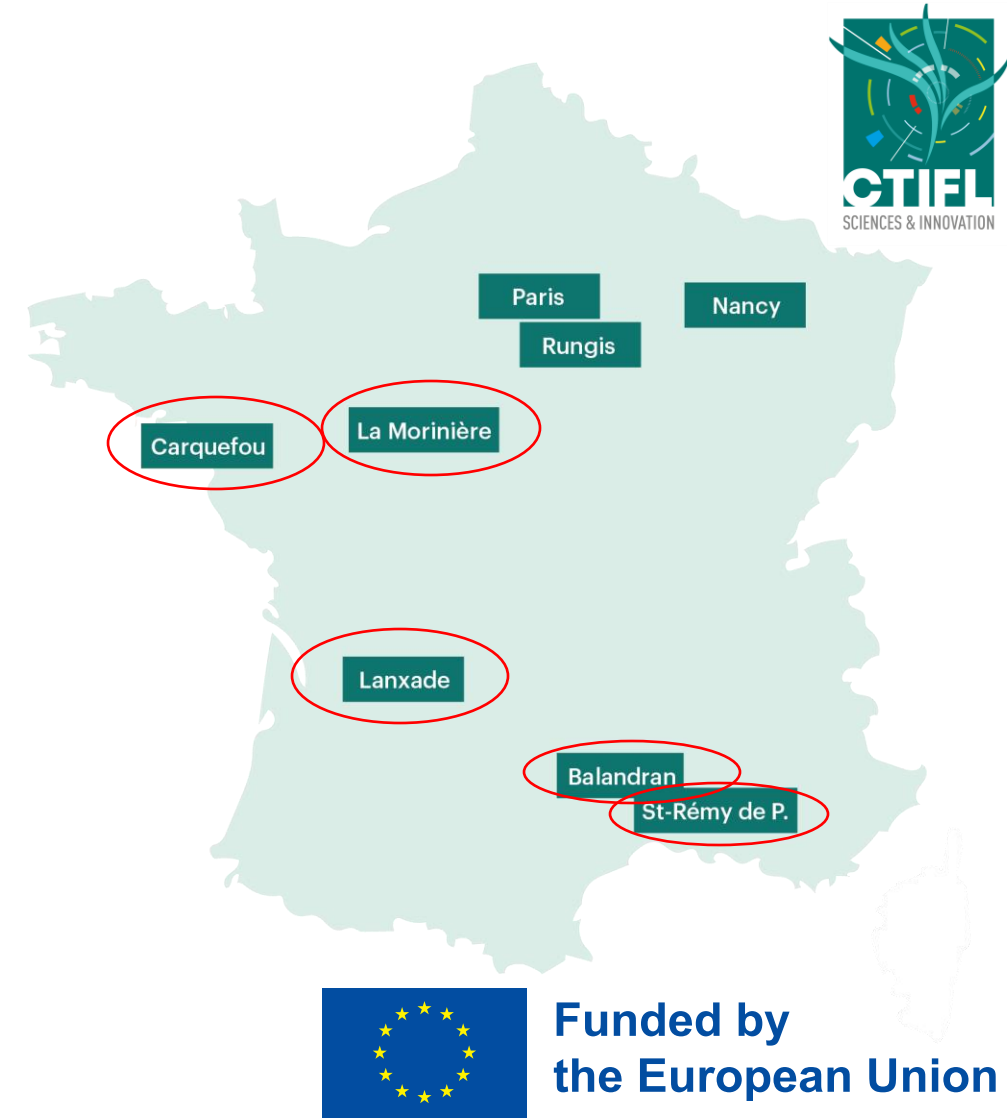 CTIFL
SCIENCES & INNOVATION
Paris
Nancy
Rungis
La Morinière
Carquefou
Lanxade
Balandran
St-Rémy de P.
Funded by
the European Union